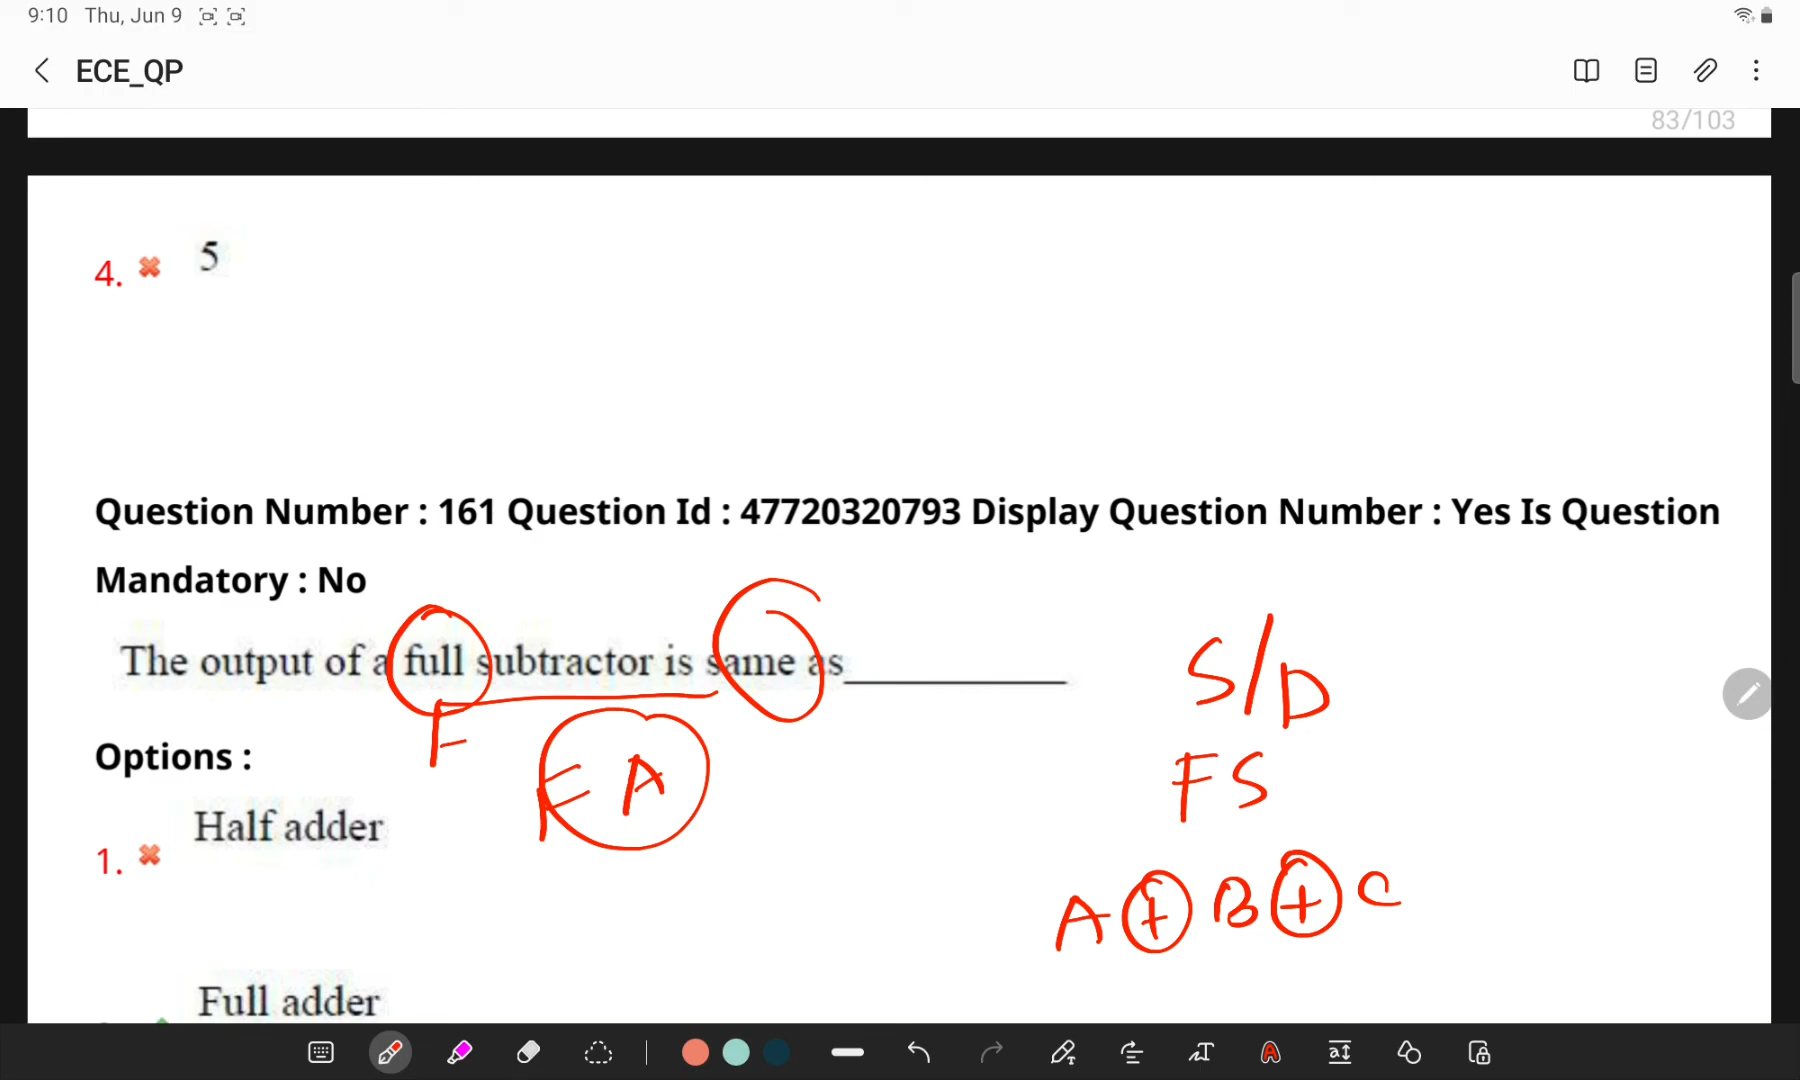 9:10 Thu, Jun 9
ECE_QP
83/103
4. 5
Question Number : 161 Question Id : 47720320793 Display Question Number : Yes Is Question
Mandatory : No
The output of a full subtractor is same as__________
S/D
F
Options :
F A
F S
Half adder
1.
A ⊕ B ⊕ C
Full adder